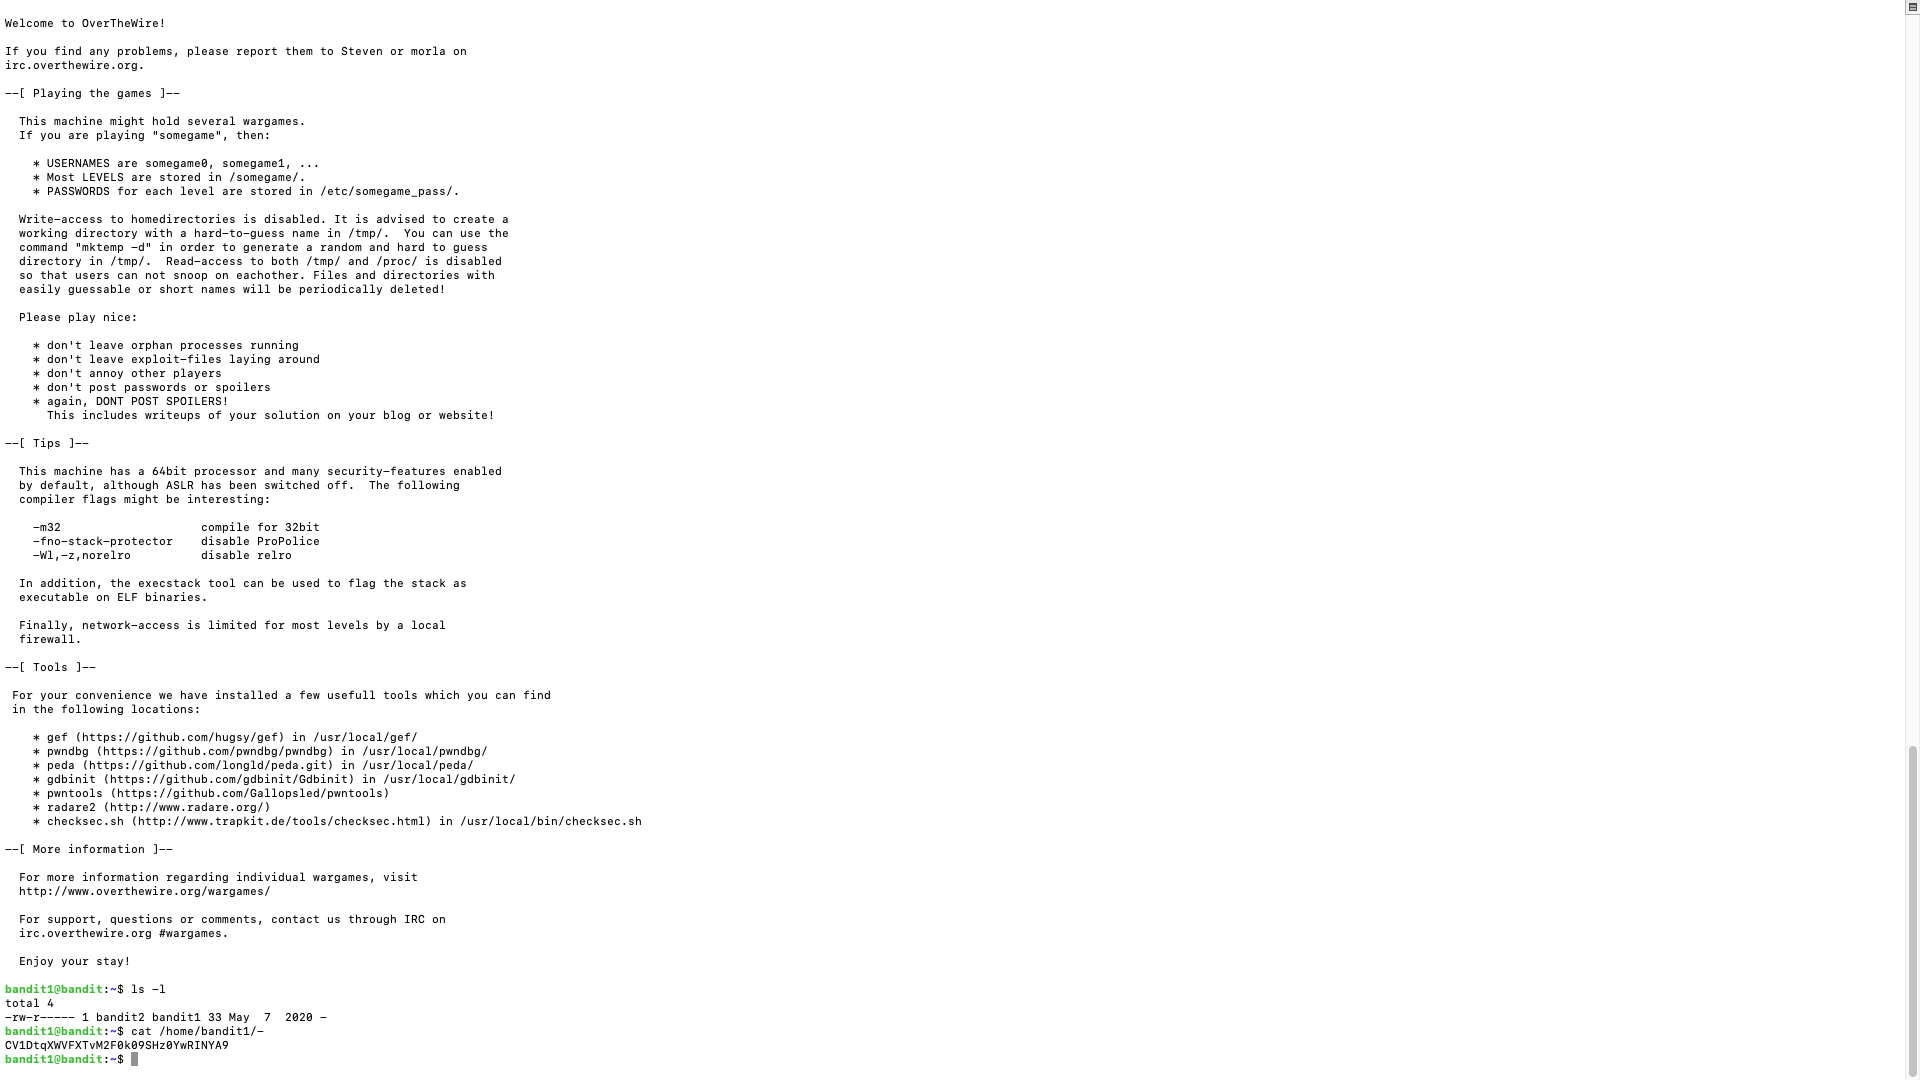 Welcome to OverTheWire!
If you find any problems, please report them to Steven or morla on
irc.overthewire.org.
--[ Playing the games ]--
This machine might hold several wargames.
If you are playing "somegame", then:
* USERNAMES are somegame0, somegame1, ...
* Most LEVELS are stored in /somegame/.
* PASSWORDS for each level are stored in /etc/somegame_pass/.
Write-access to homedirectories is disabled. It is advised to create a
working directory with a hard-to-guess name in /tmp/.  You can use the
command "mktemp -d" in order to generate a random and hard to guess
directory in /tmp/.  Read-access to both /tmp/ and /proc/ is disabled
so that users can not snoop on eachother. Files and directories with
easily guessable or short names will be periodically deleted!
Please play nice:
* don't leave orphan processes running
* don't leave exploit-files laying around
* don't annoy other players
* don't post passwords or spoilers
* again, DONT POST SPOILERS!
This includes writeups of your solution on your blog or website!
--[ Tips ]--
This machine has a 64bit processor and many security-features enabled
by default, although ASLR has been switched off.  The following
compiler flags might be interesting:
-m32                    compile for 32bit
-fno-stack-protector    disable ProPolice
-Wl,-z,norelro          disable relro
In addition, the execstack tool can be used to flag the stack as
executable on ELF binaries.
Finally, network-access is limited for most levels by a local
firewall.
--[ Tools ]--
For your convenience we have installed a few usefull tools which you can find
in the following locations:
* gef (https://github.com/hugsy/gef) in /usr/local/gef/
* pwndbg (https://github.com/pwndbg/pwndbg) in /usr/local/pwndbg/
* peda (https://github.com/longld/peda.git) in /usr/local/peda/
* gdbinit (https://github.com/gdbinit/Gdbinit) in /usr/local/gdbinit/
* pwntools (https://github.com/Gallopsled/pwntools)
* radare2 (http://www.radare.org/)
* checksec.sh (http://www.trapkit.de/tools/checksec.html) in /usr/local/bin/checksec.sh
--[ More information ]--
For more information regarding individual wargames, visit
http://www.overthewire.org/wargames/
For support, questions or comments, contact us through IRC on
irc.overthewire.org #wargames.
Enjoy your stay!
bandit1@bandit:~$ ls -l
total 4
-rw-r----- 1 bandit2 bandit1 33 May  7  2020 -
bandit1@bandit:~$ cat /home/bandit1/-
CV1DtqXWVFXTvM2F0k09SHz0YwRINYA9
bandit1@bandit:~$